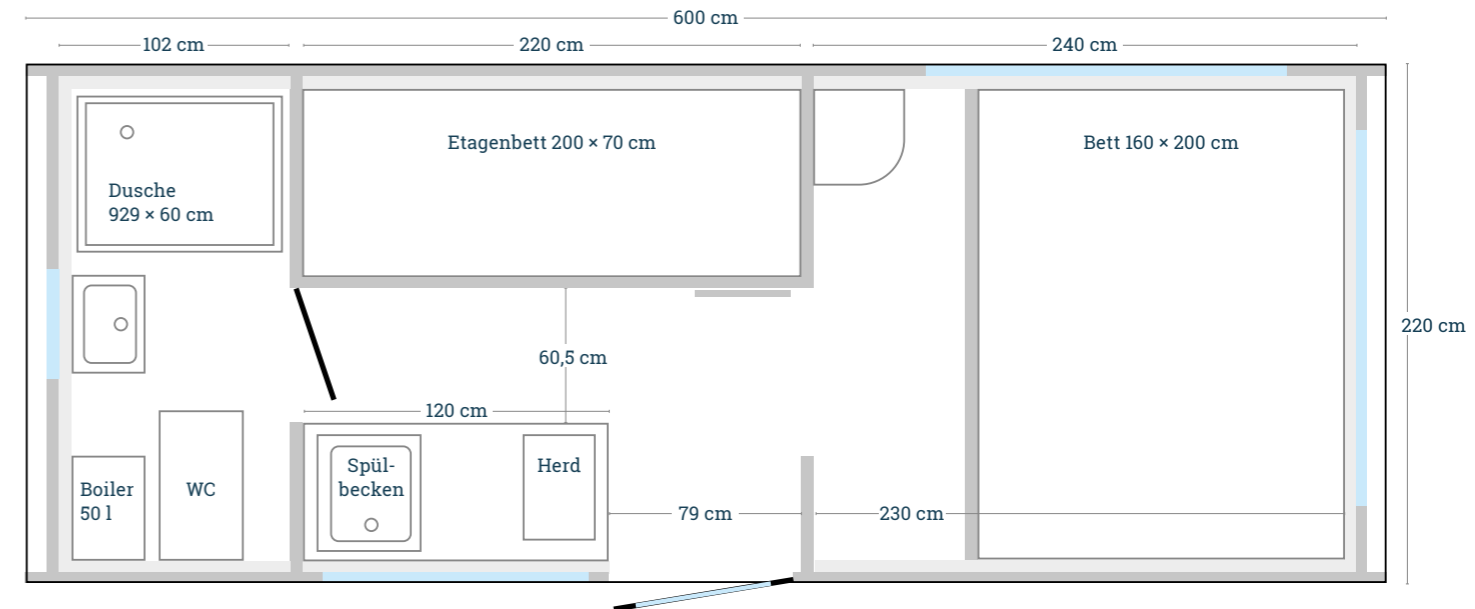 600 cm
102 cm
220 cm
240 cm
Etagenbett 200 × 70 cm
Bett 160 × 200 cm
Dusche
929 × 60 cm
220 cm
60,5 cm
120 cm
Spül-
becken
Herd
Boiler
50 l
WC
79 cm
230 cm